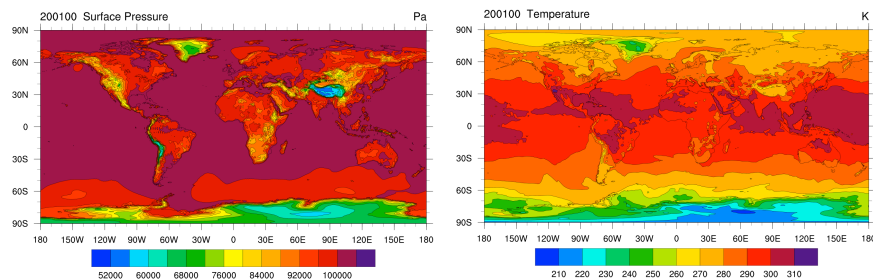 200100 Surface Pressure Pa
90N
60N
30N
0
30S
60S
90S
180 150W 120W 90W 60W 30W 0 30E 60E 90E 120E 150E 180
52000 60000 68000 76000 84000 92000 100000
200100 Temperature K
90N
60N
30N
0
30S
60S
90S
180 150W 120W 90W 60W 30W 0 30E 60E 90E 120E 150E 180
210 220 230 240 250 260 270 280 290 300 310